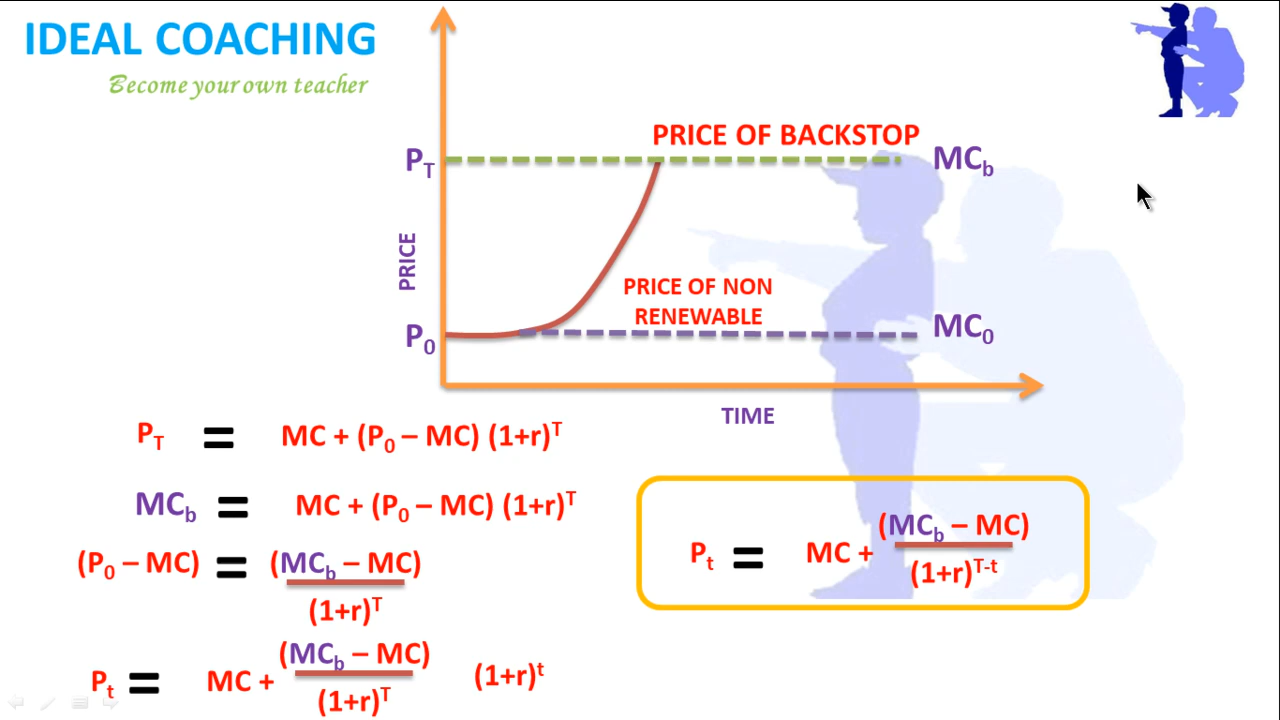 IDEAL COACHING
Become your own teacher
PRICE OF BACKSTOP
P_T
MC_b
PRICE
PRICE OF NON
RENEWABLE
P_0
MC_0
TIME
P_T = MC + (P_0 – MC) (1+r)^T
MC_b = MC + (P_0 – MC) (1+r)^T
(P_0 – MC) = (MC_b – MC)
(1+r)^T
P_t = MC + (MC_b – MC) (1+r)^t
(1+r)^T
P_t = MC + (MC_b – MC)
(1+r)^T-t